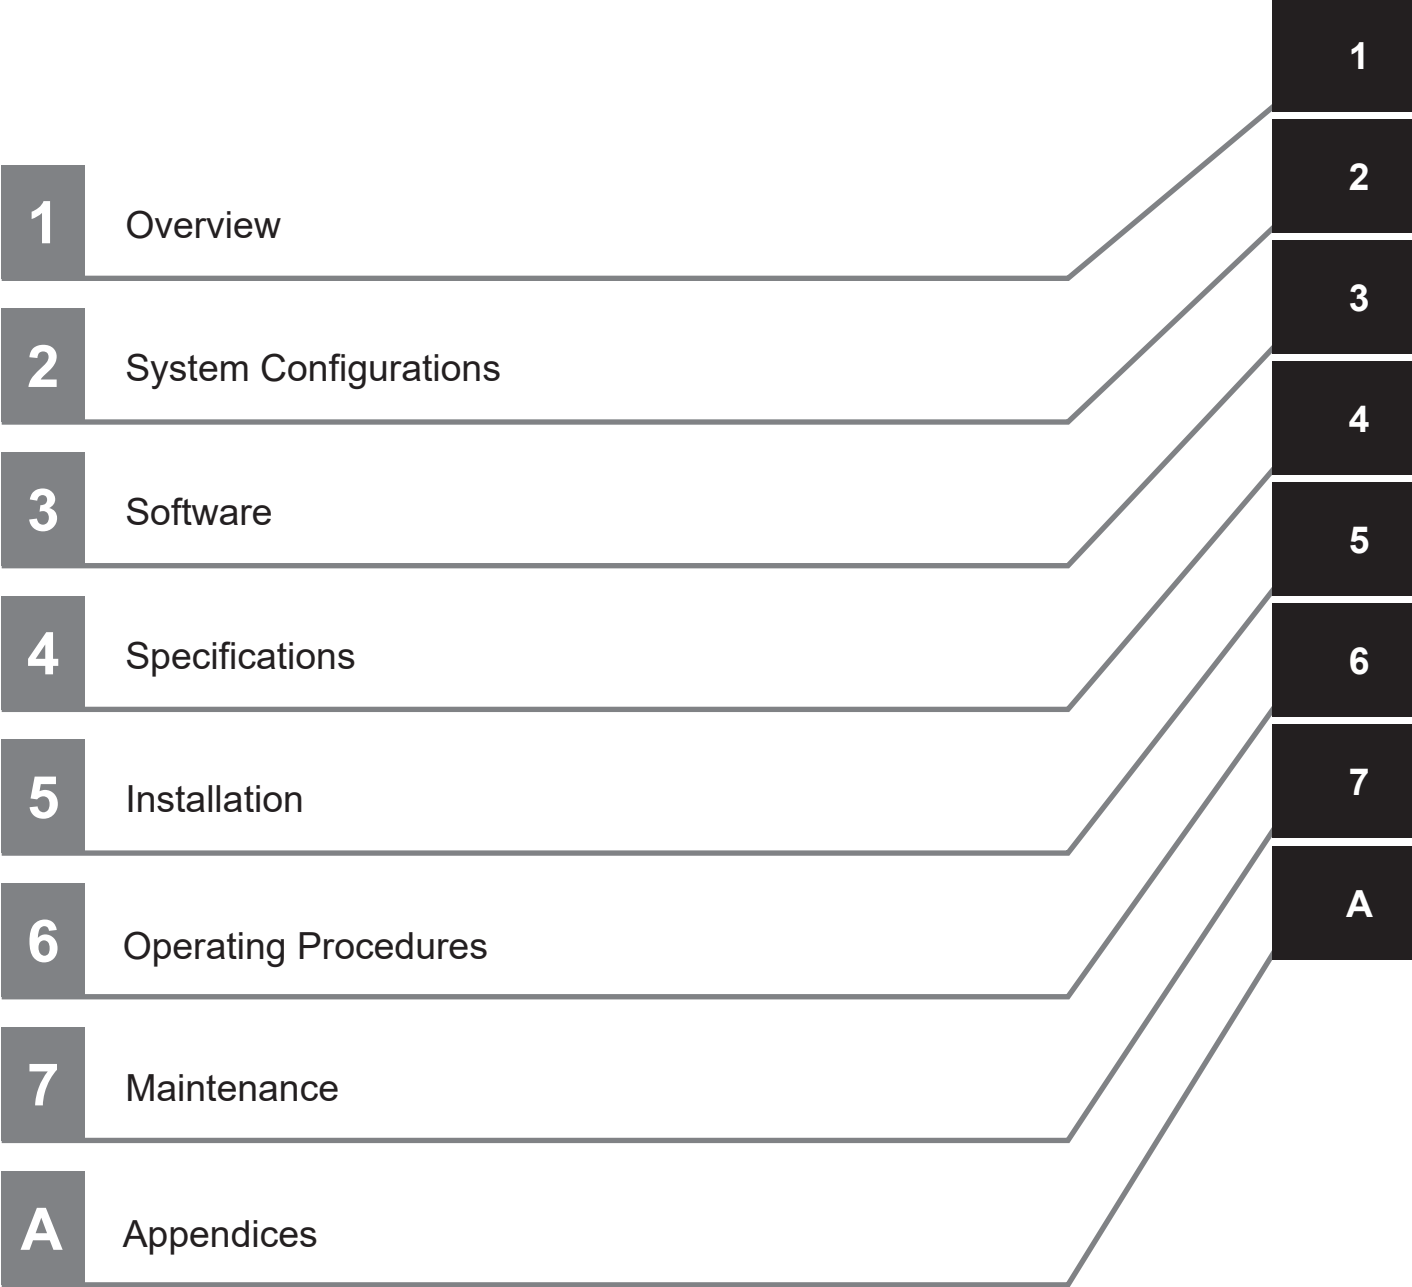 1 Overview
2 System Configurations
3 Software
4 Specifications
5 Installation
6 Operating Procedures
7 Maintenance
A Appendices
1
2
3
4
5
6
7
A